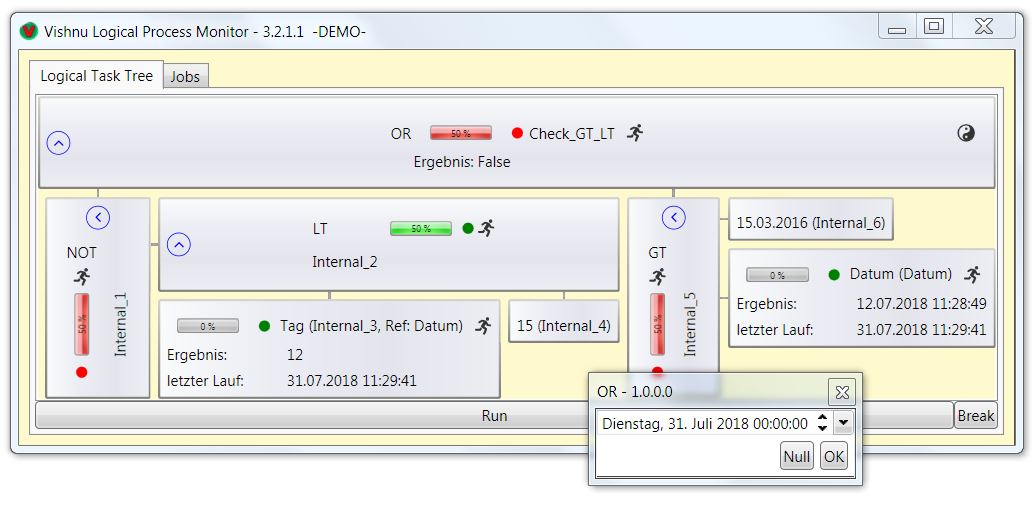 Vishnu Logical Process Monitor - 3.2.1.1 -DEMO-
Logical Task Tree
Jobs
OR 50 % Check_GT_LT
Ergebnis: False
NOT
50 %
Internal_1
LT 50 %
Internal_2
0 % Tag (Internal_3, Ref: Datum)
Ergebnis: 12
letzter Lauf: 31.07.2018 11:29:41
15 (Internal_4)
GT
50 %
Internal_5
15.03.2016 (Internal_6)
0 % Datum (Datum)
Ergebnis: 12.07.2018 11:28:49
letzter Lauf: 31.07.2018 11:29:41
Run
Break
OR - 1.0.0.0
Dienstag, 31. Juli 2018 00:00:00
Null OK